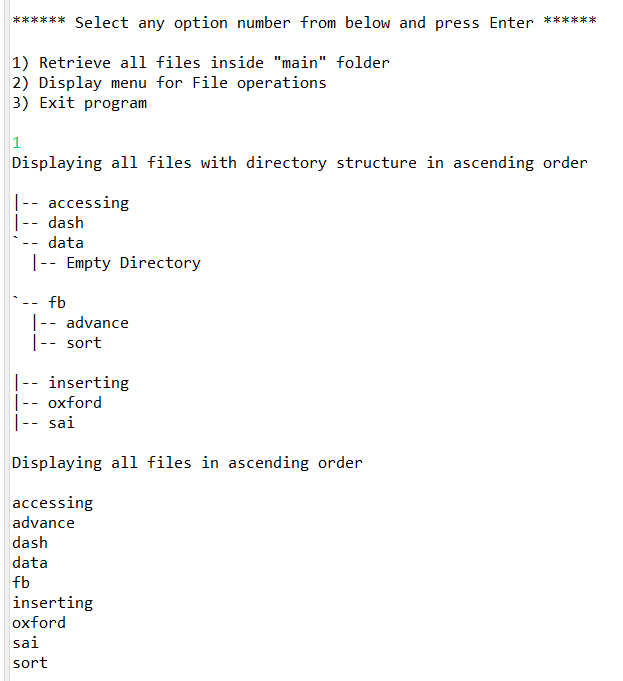 ****** Select any option number from below and press Enter ******
1) Retrieve all files inside "main" folder
2) Display menu for File operations
3) Exit program
1
Displaying all files with directory structure in ascending order
|-- accessing
|-- dash
`-- data
  |-- Empty Directory
`-- fb
  |-- advance
  |-- sort
|-- inserting
|-- oxford
|-- sai
Displaying all files in ascending order
accessing
advance
dash
data
fb
inserting
oxford
sai
sort